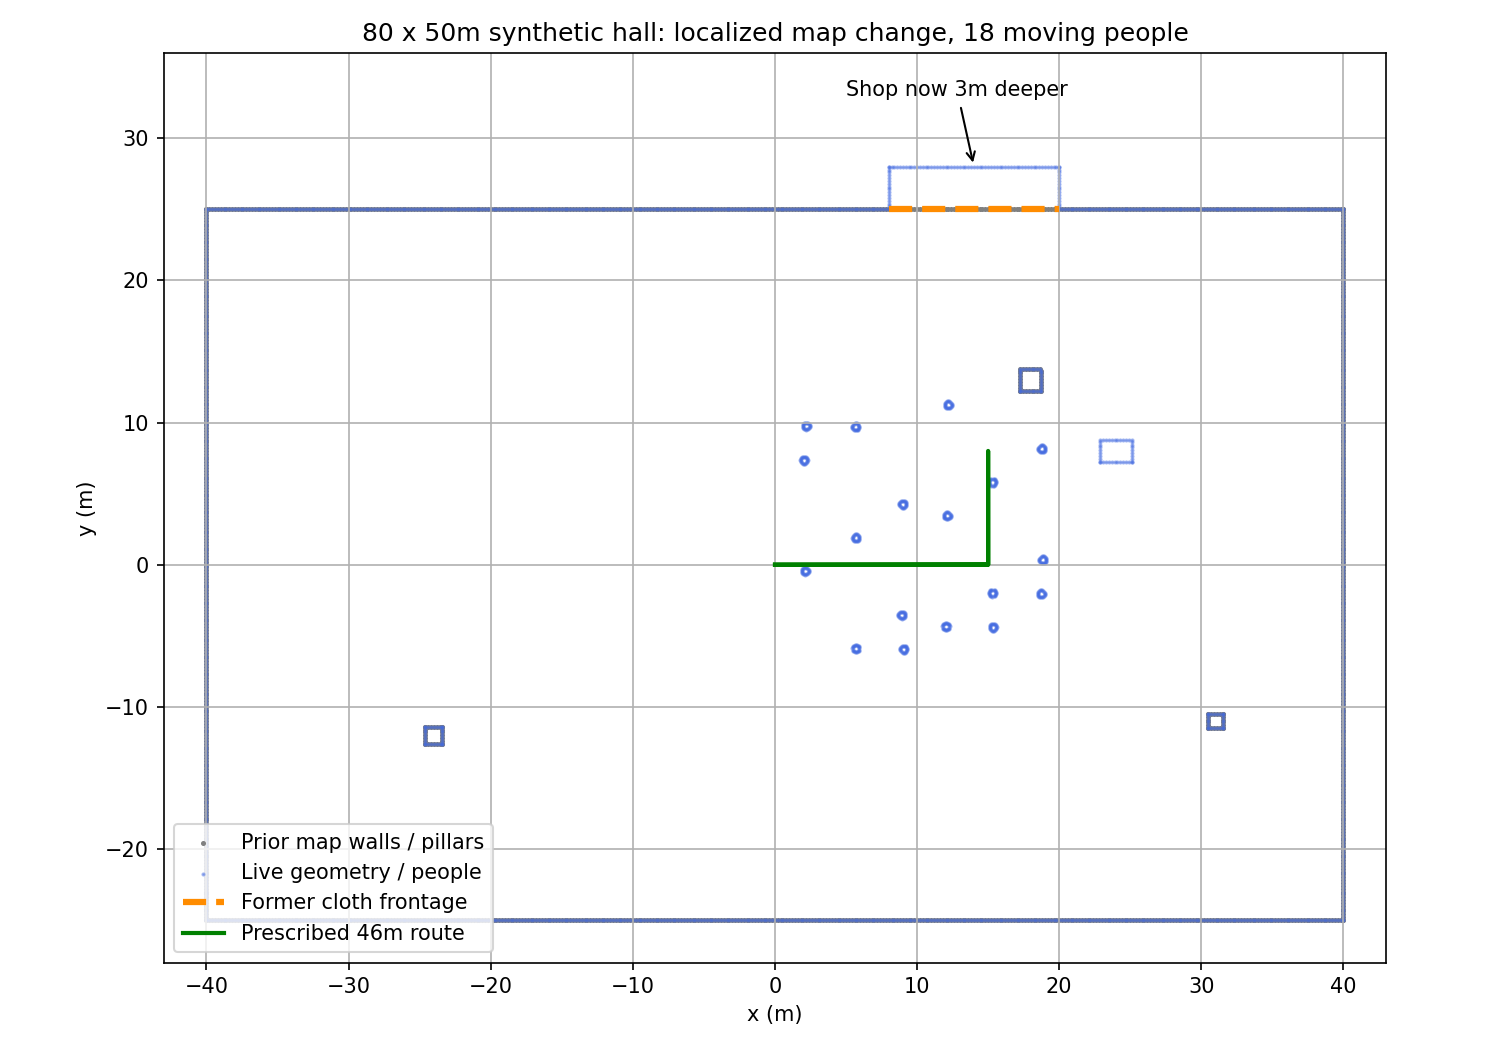 80 x 50m synthetic hall: localized map change, 18 moving people
Shop now 3m deeper
30
20
10
0
−10
−20
y (m)
Prior map walls / pillars
Live geometry / people
Former cloth frontage
Prescribed 46m route
−40
−30
−20
−10
0
10
20
30
40
x (m)